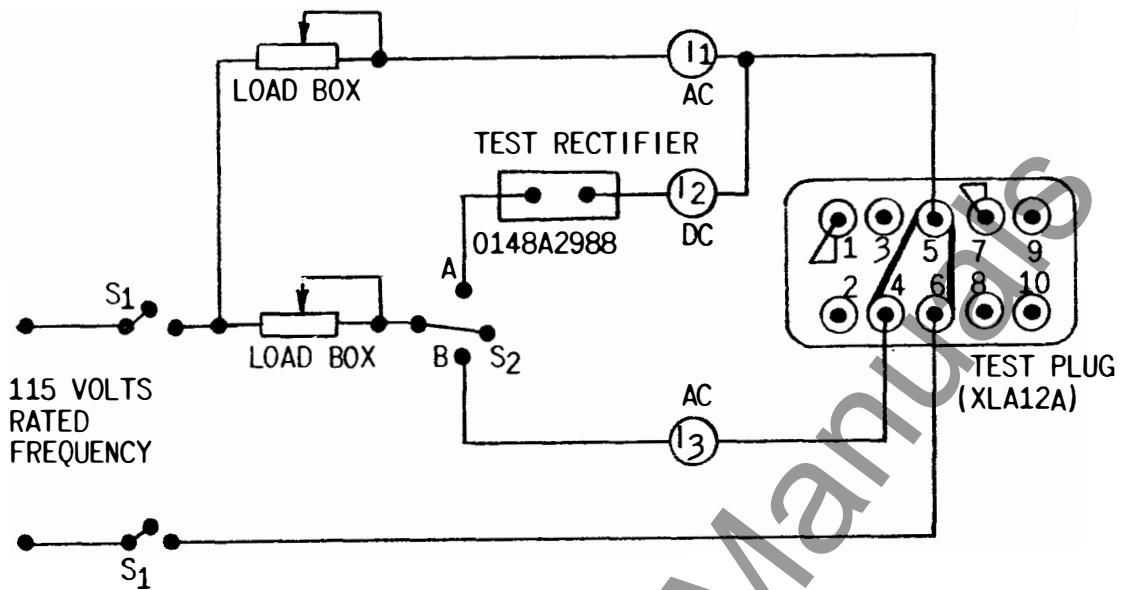 I1
LOAD BOX
AC
TEST RECTIFIER
I2
0148A2988
DC
1 3 5 7 9
2 4 6 8 10
A
S1
LOAD BOX
B
S2
TEST PLUG
(XLA12A)
115 VOLTS
RATED
FREQUENCY
AC
I3
S1
Manuals